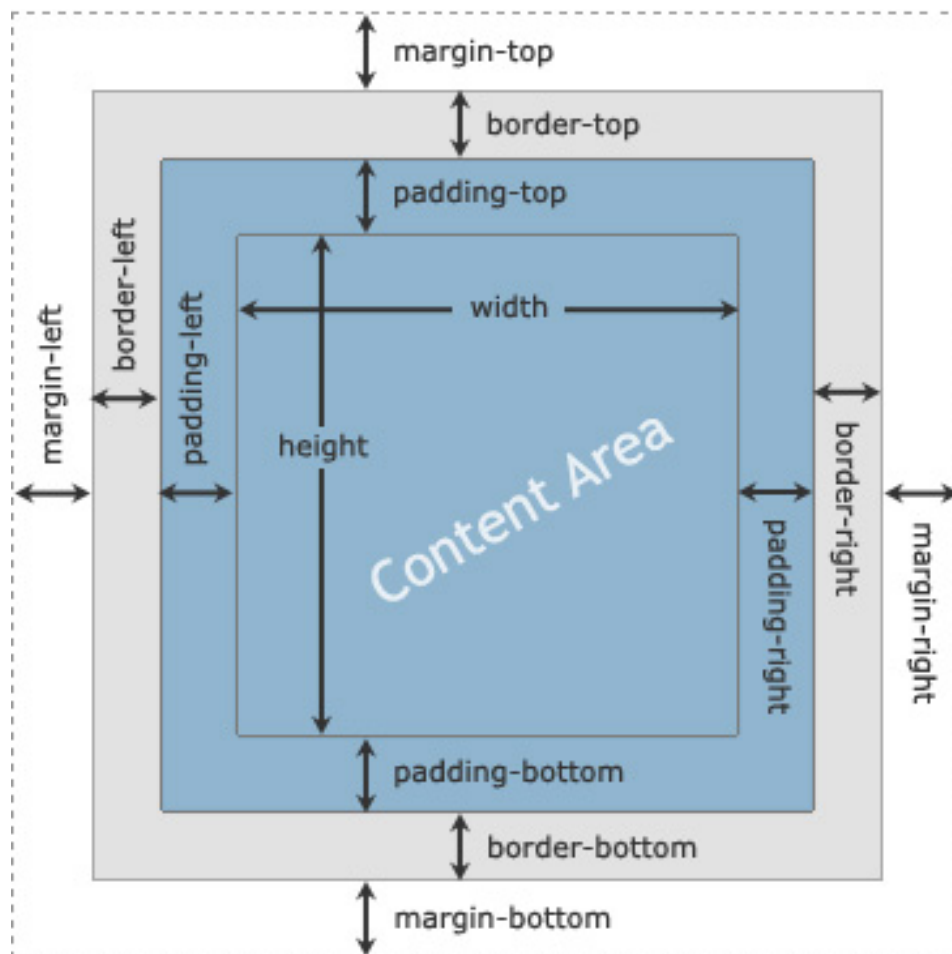 margin-top
border-top
padding-top
border-left
width
margin-left
padding-left
height
Content Area
border-right
padding-right
margin-right
padding-bottom
border-bottom
margin-bottom